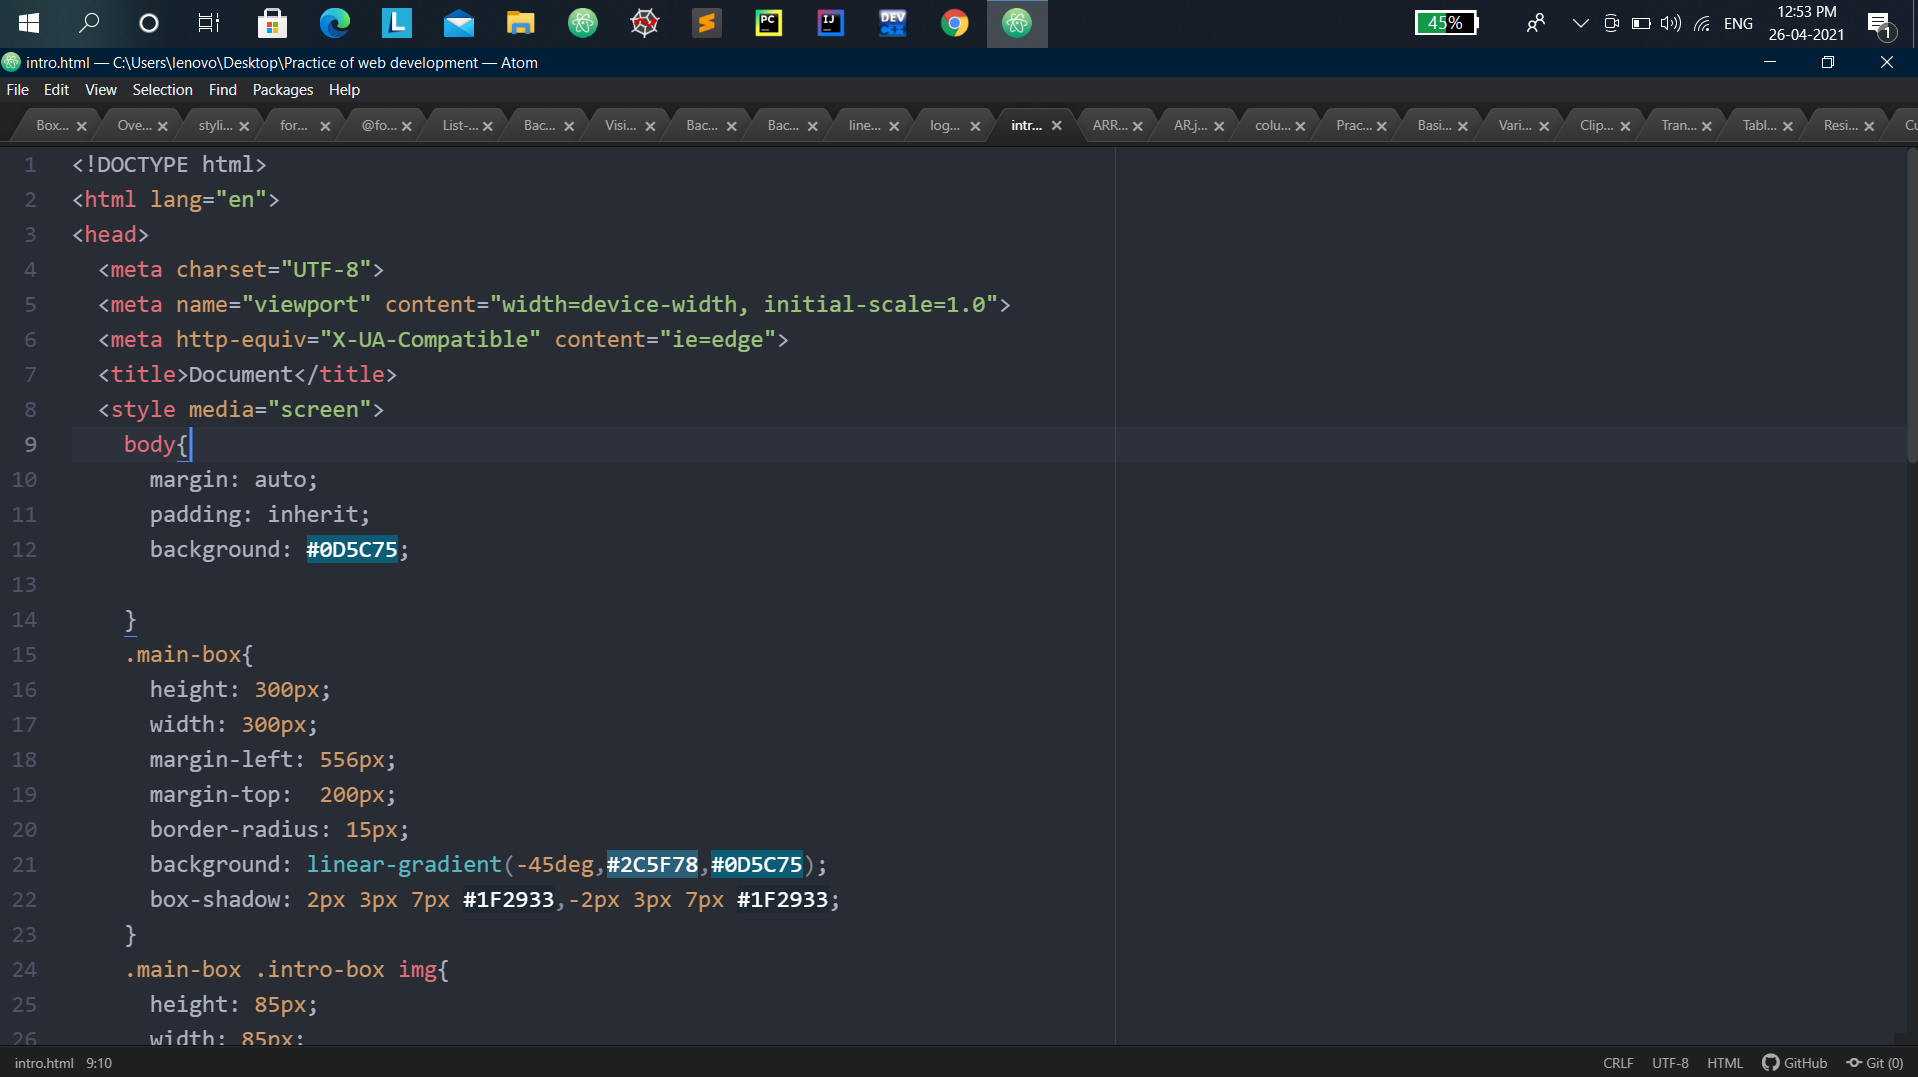 45%
ENG
12:53 PM
26-04-2021
1
L
PC
IJ
DEV
C++
intro.html — C:\Users\lenovo\Desktop\Practice of web development — Atom
File Edit View Selection Find Packages Help
Box... Ove... styli... for... @fo... List-... Bac... Visi... Bac... Bac... line... log... intr... ARR... AR.j... colu... Prac... Basi... Vari... Clip... Tran... Tabl... Resi... Cu
1 <!DOCTYPE html>
2 <html lang="en">
3 <head>
4 <meta charset="UTF-8">
5 <meta name="viewport" content="width=device-width, initial-scale=1.0">
6 <meta http-equiv="X-UA-Compatible" content="ie=edge">
7 <title>Document</title>
8 <style media="screen">
9 body{
10 margin: auto;
11 padding: inherit;
12 background: #0D5C75;
13
14 }
15 .main-box{
16 height: 300px;
17 width: 300px;
18 margin-left: 556px;
19 margin-top:  200px;
20 border-radius: 15px;
21 background: linear-gradient(-45deg,#2C5F78,#0D5C75);
22 box-shadow: 2px 3px 7px #1F2933,-2px 3px 7px #1F2933;
23 }
24 .main-box .intro-box img{
25 height: 85px;
26 width: 85px;
intro.html 9:10 CRLF UTF-8 HTML GitHub Git (0)